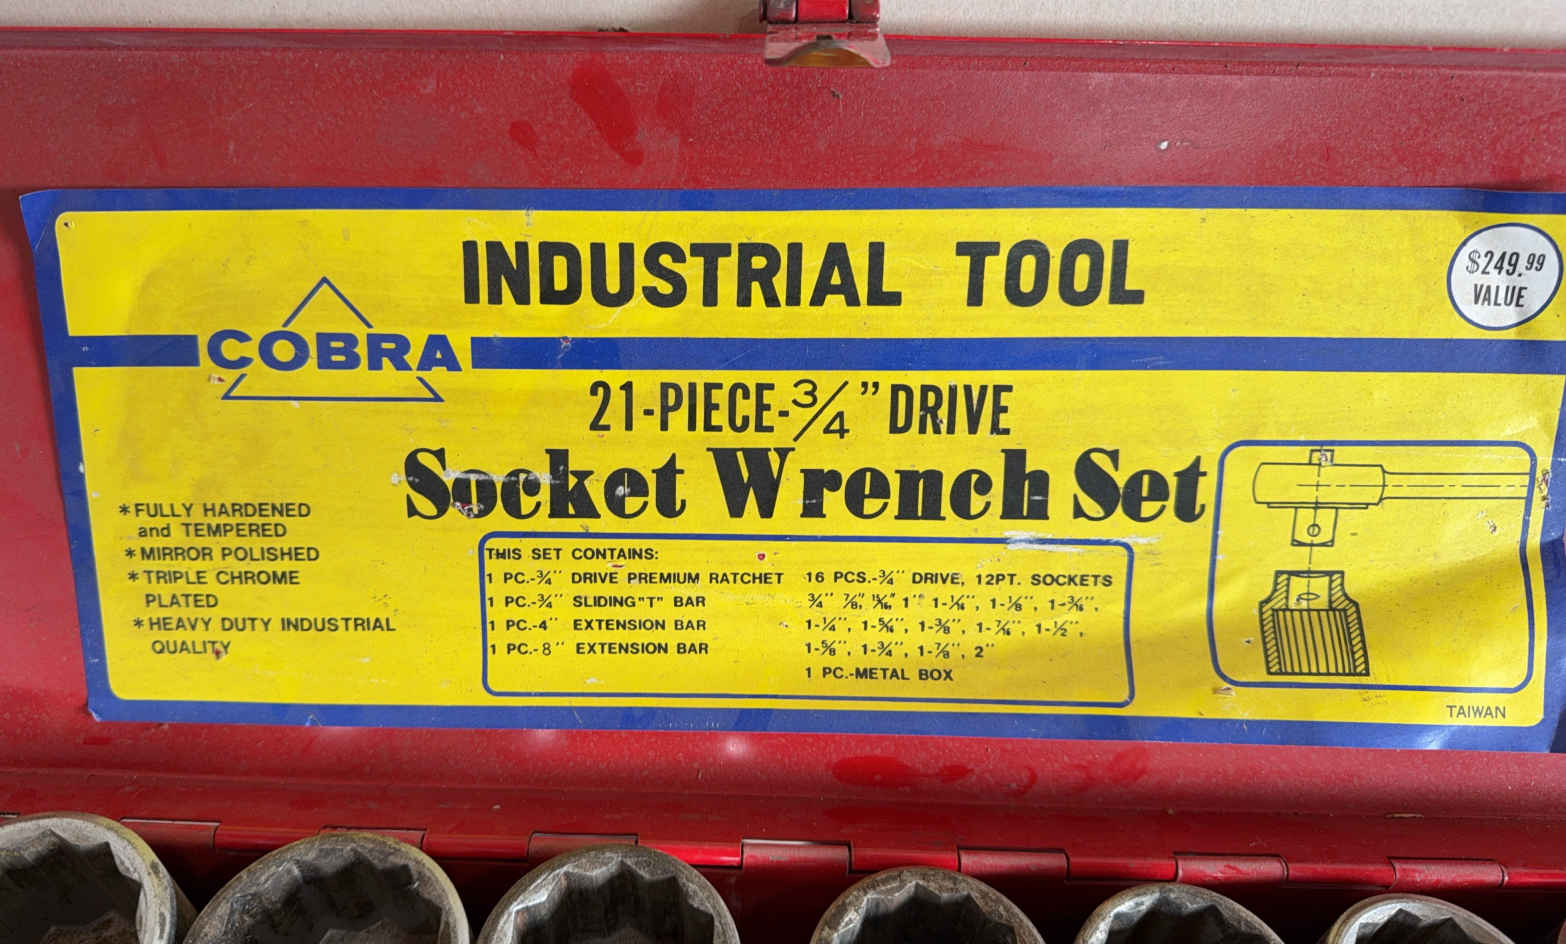 INDUSTRIAL TOOL
$249.99
VALUE
COBRA
21-PIECE-3/4" DRIVE
Socket Wrench Set
*FULLY HARDENED
and TEMPERED
*MIRROR POLISHED
*TRIPLE CHROME
PLATED
*HEAVY DUTY INDUSTRIAL
QUALITY
THIS SET CONTAINS:
1 PC.-3/4" DRIVE PREMIUM RATCHET
1 PC.-3/4" SLIDING "T" BAR
1 PC.-4" EXTENSION BAR
1 PC.-8" EXTENSION BAR
16 PCS.-3/4" DRIVE, 12PT. SOCKETS
3/4" 7/8", 15/16", 1" 1-1/16", 1-1/8", 1-3/16",
1-1/4", 1-5/16", 1-3/8", 1-7/16", 1-1/2",
1-5/8", 1-3/4", 1-7/8", 2"
1 PC.-METAL BOX
TAIWAN